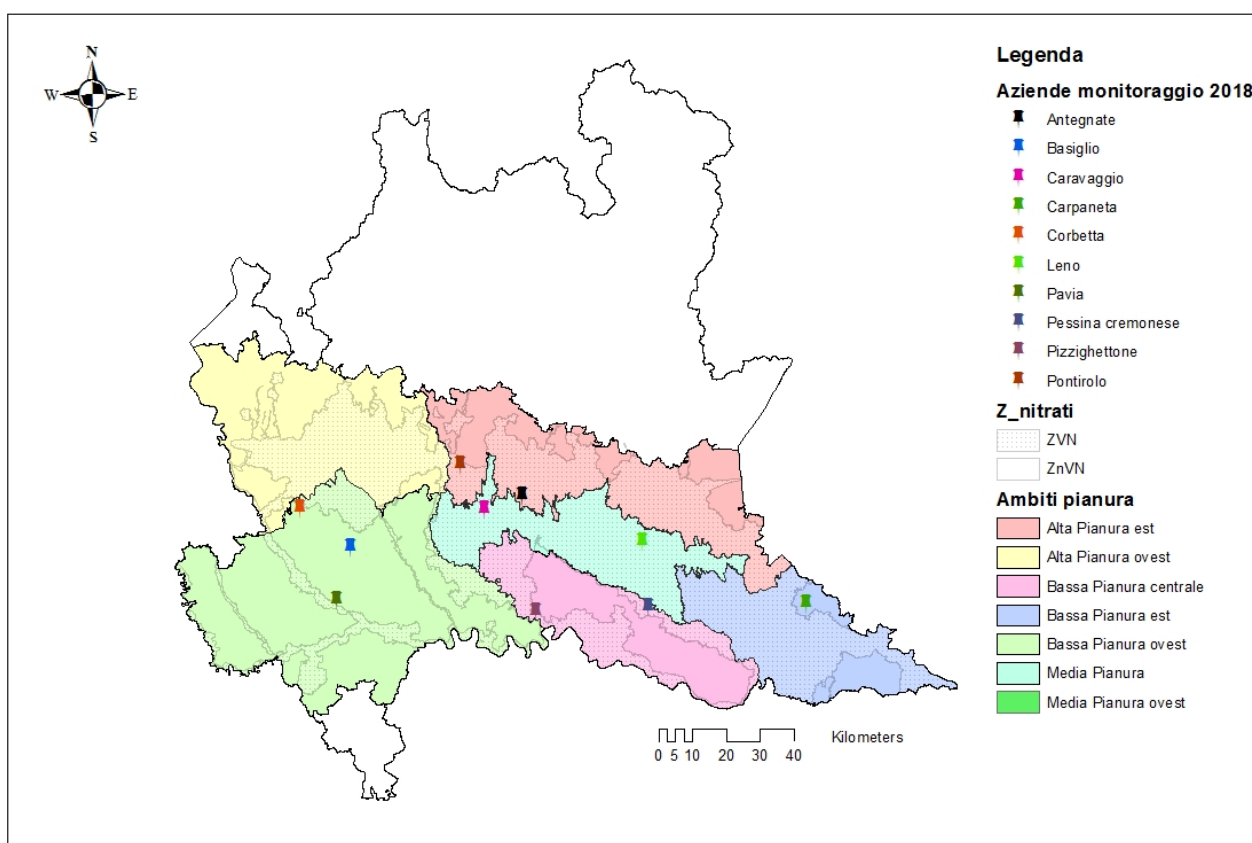 N
W E
S
Legenda
Aziende monitoraggio 2018
Antegnate
Basiglio
Caravaggio
Carpaneta
Corbetta
Leno
Pavia
Pessina cremonese
Pizzighettone
Pontirolo
Z_nitrati
ZVN
ZnVN
Ambiti pianura
Alta Pianura est
Alta Pianura ovest
Bassa Pianura centrale
Bassa Pianura est
Bassa Pianura ovest
Media Pianura
Media Pianura ovest
Kilometers
0 5 10 20 30 40